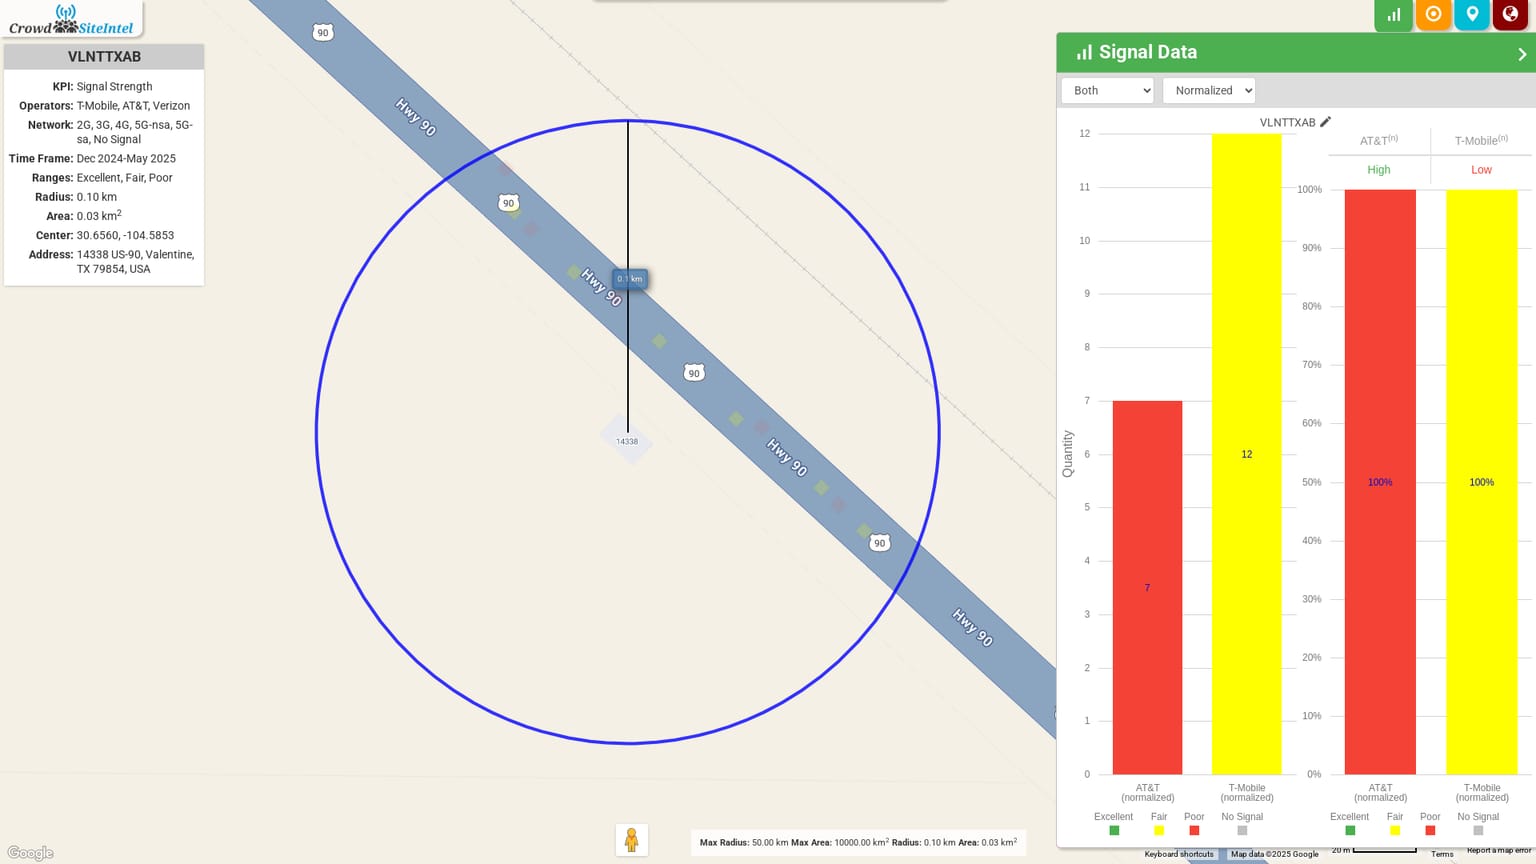 Crowd SiteIntel
VLNTTXAB
KPI: Signal Strength
Operators: T-Mobile, AT&T, Verizon
Network: 2G, 3G, 4G, 5G-nsa, 5G-
sa, No Signal
Time Frame: Dec 2024-May 2025
Ranges: Excellent, Fair, Poor
Radius: 0.10 km
Area: 0.03 km²
Center: 30.6560, -104.5853
Address: 14338 US-90, Valentine,
TX 79854, USA
90
Hwy 90
90
Hwy 90
0.1 km
90
14338
Hwy 90
90
Hwy 90
Signal Data
Both
Normalized
VLNTTXAB
AT&T(n)
T-Mobile(n)
High
Low
Quantity
12
11
10
9
8
7
6
5
4
3
2
1
0
7
12
AT&T
(normalized)
T-Mobile
(normalized)
Excellent
Fair
Poor
No Signal
100%
90%
80%
70%
60%
50%
40%
30%
20%
10%
0%
100%
100%
AT&T
(normalized)
T-Mobile
(normalized)
Excellent
Fair
Poor
No Signal
Google
Max Radius: 50.00 km Max Area: 10000.00 km² Radius: 0.10 km Area: 0.03 km²
Keyboard shortcuts
Map data ©2025 Google
20 m
Terms
Report a map error